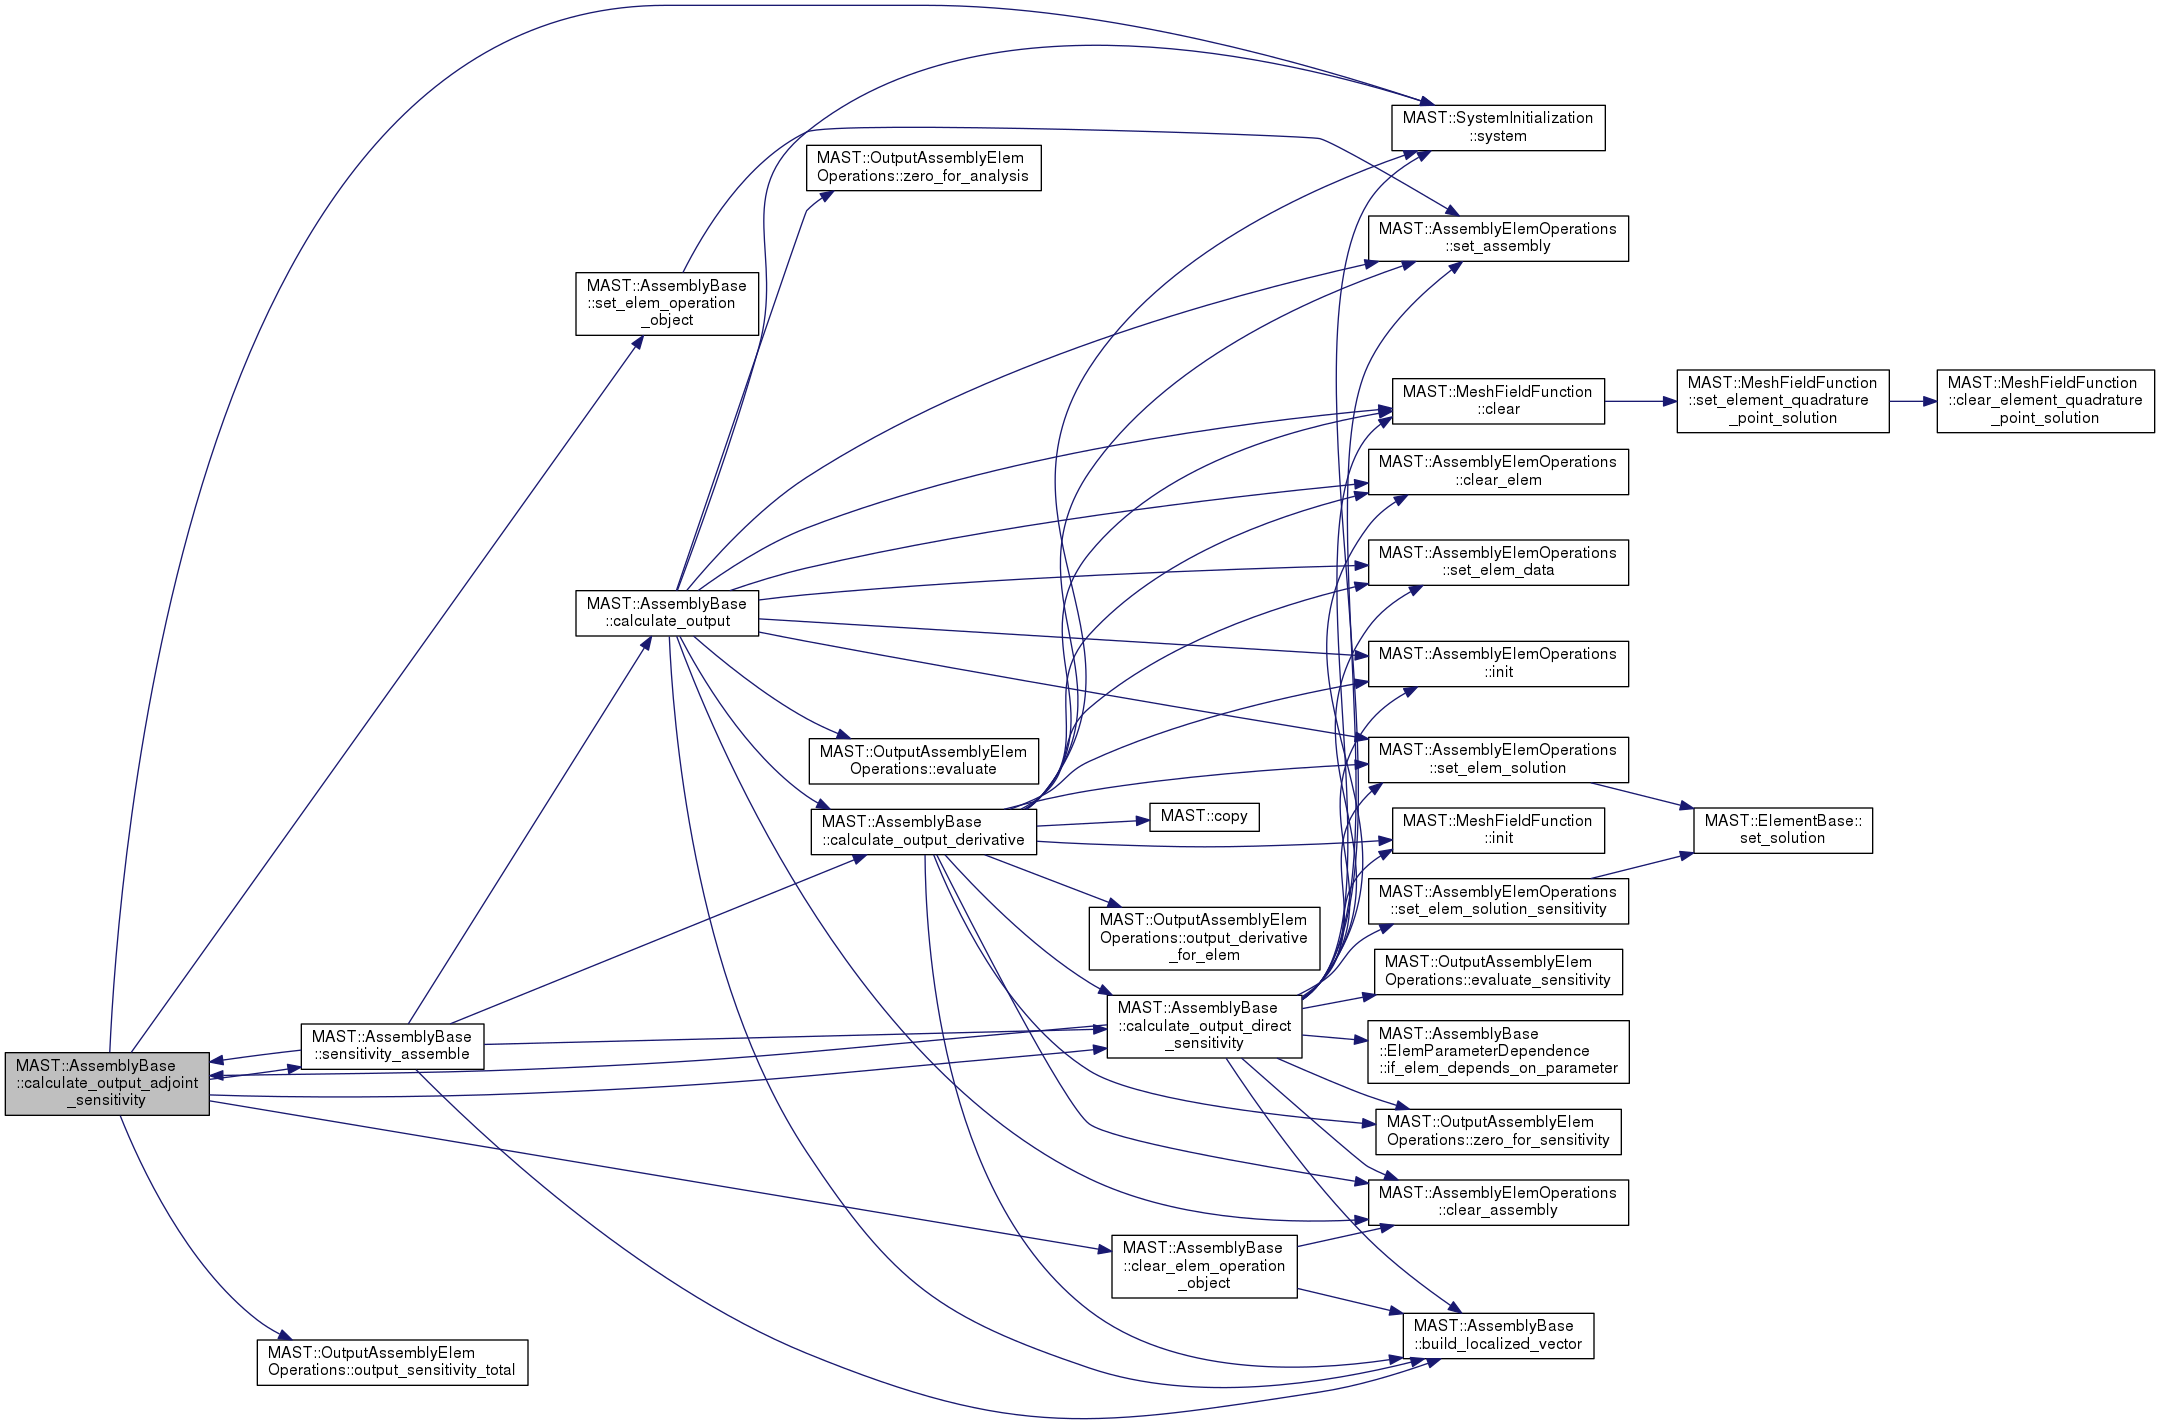 MAST::AssemblyBase
::calculate_output_adjoint
_sensitivity
MAST::AssemblyBase
::sensitivity_assemble
MAST::OutputAssemblyElem
Operations::output_sensitivity_total
MAST::AssemblyBase
::set_elem_operation
_object
MAST::AssemblyBase
::calculate_output
MAST::OutputAssemblyElem
Operations::zero_for_analysis
MAST::OutputAssemblyElem
Operations::evaluate
MAST::AssemblyBase
::calculate_output_derivative
MAST::copy
MAST::OutputAssemblyElem
Operations::output_derivative
_for_elem
MAST::AssemblyBase
::calculate_output_direct
_sensitivity
MAST::AssemblyBase
::clear_elem_operation
_object
MAST::SystemInitialization
::system
MAST::AssemblyElemOperations
::set_assembly
MAST::MeshFieldFunction
::clear
MAST::AssemblyElemOperations
::clear_elem
MAST::AssemblyElemOperations
::set_elem_data
MAST::AssemblyElemOperations
::init
MAST::AssemblyElemOperations
::set_elem_solution
MAST::MeshFieldFunction
::init
MAST::AssemblyElemOperations
::set_elem_solution_sensitivity
MAST::OutputAssemblyElem
Operations::evaluate_sensitivity
MAST::AssemblyBase
::ElemParameterDependence
::if_elem_depends_on_parameter
MAST::OutputAssemblyElem
Operations::zero_for_sensitivity
MAST::AssemblyElemOperations
::clear_assembly
MAST::AssemblyBase
::build_localized_vector
MAST::MeshFieldFunction
::set_element_quadrature
_point_solution
MAST::MeshFieldFunction
::clear_element_quadrature
_point_solution
MAST::ElementBase::
set_solution